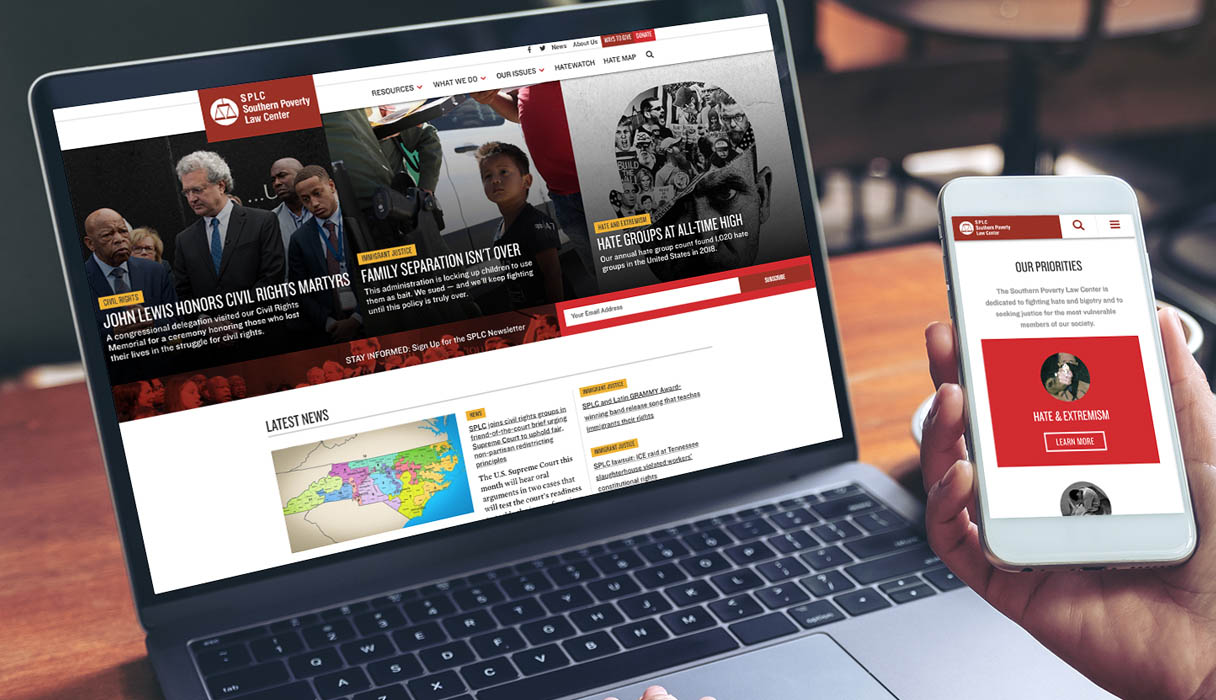 News
About Us
WAYS TO GIVE
DONATE
SPLC
Southern Poverty
Law Center
RESOURCES
WHAT WE DO
OUR ISSUES
HATEWATCH
HATE MAP
CIVIL RIGHTS
JOHN LEWIS HONORS CIVIL RIGHTS MARTYRS
A congressional delegation visited our Civil Rights
Memorial for a ceremony honoring those who lost
their lives in the struggle for civil rights.
IMMIGRANT JUSTICE
FAMILY SEPARATION ISN'T OVER
This administration is locking up children to use
them as bait. We sued — and we'll keep fighting
until this policy is truly over.
BUILD
THE
HATE AND EXTREMISM
HATE GROUPS AT ALL-TIME HIGH
Our annual hate group count found 1,020 hate
groups in the United States in 2018.
STAY INFORMED: Sign Up for the SPLC Newsletter
Your Email Address
SUBSCRIBE
LATEST NEWS
NEWS
SPLC joins civil rights groups in
friend-of-the-court brief urging
Supreme Court to uphold fair,
non-partisan redistricting
principles
The U.S. Supreme Court this
month will hear oral
arguments in two cases that
will test the court's readiness
IMMIGRANT JUSTICE
SPLC and Latin GRAMMY Award-
winning band release song that teaches
immigrants their rights
IMMIGRANT JUSTICE
SPLC lawsuit: ICE raid at Tennessee
slaughterhouse violated workers'
constitutional rights
SPLC
Southern Poverty
Law Center
OUR PRIORITIES
The Southern Poverty Law Center is
dedicated to fighting hate and bigotry and to
seeking justice for the most vulnerable
members of our society.
HATE & EXTREMISM
LEARN MORE
tab
Q
W
E
R
T
Y
U
I
O
P
A
S
D
F
G
H
J
K
L
Z
X
C
V
B
N
M
option